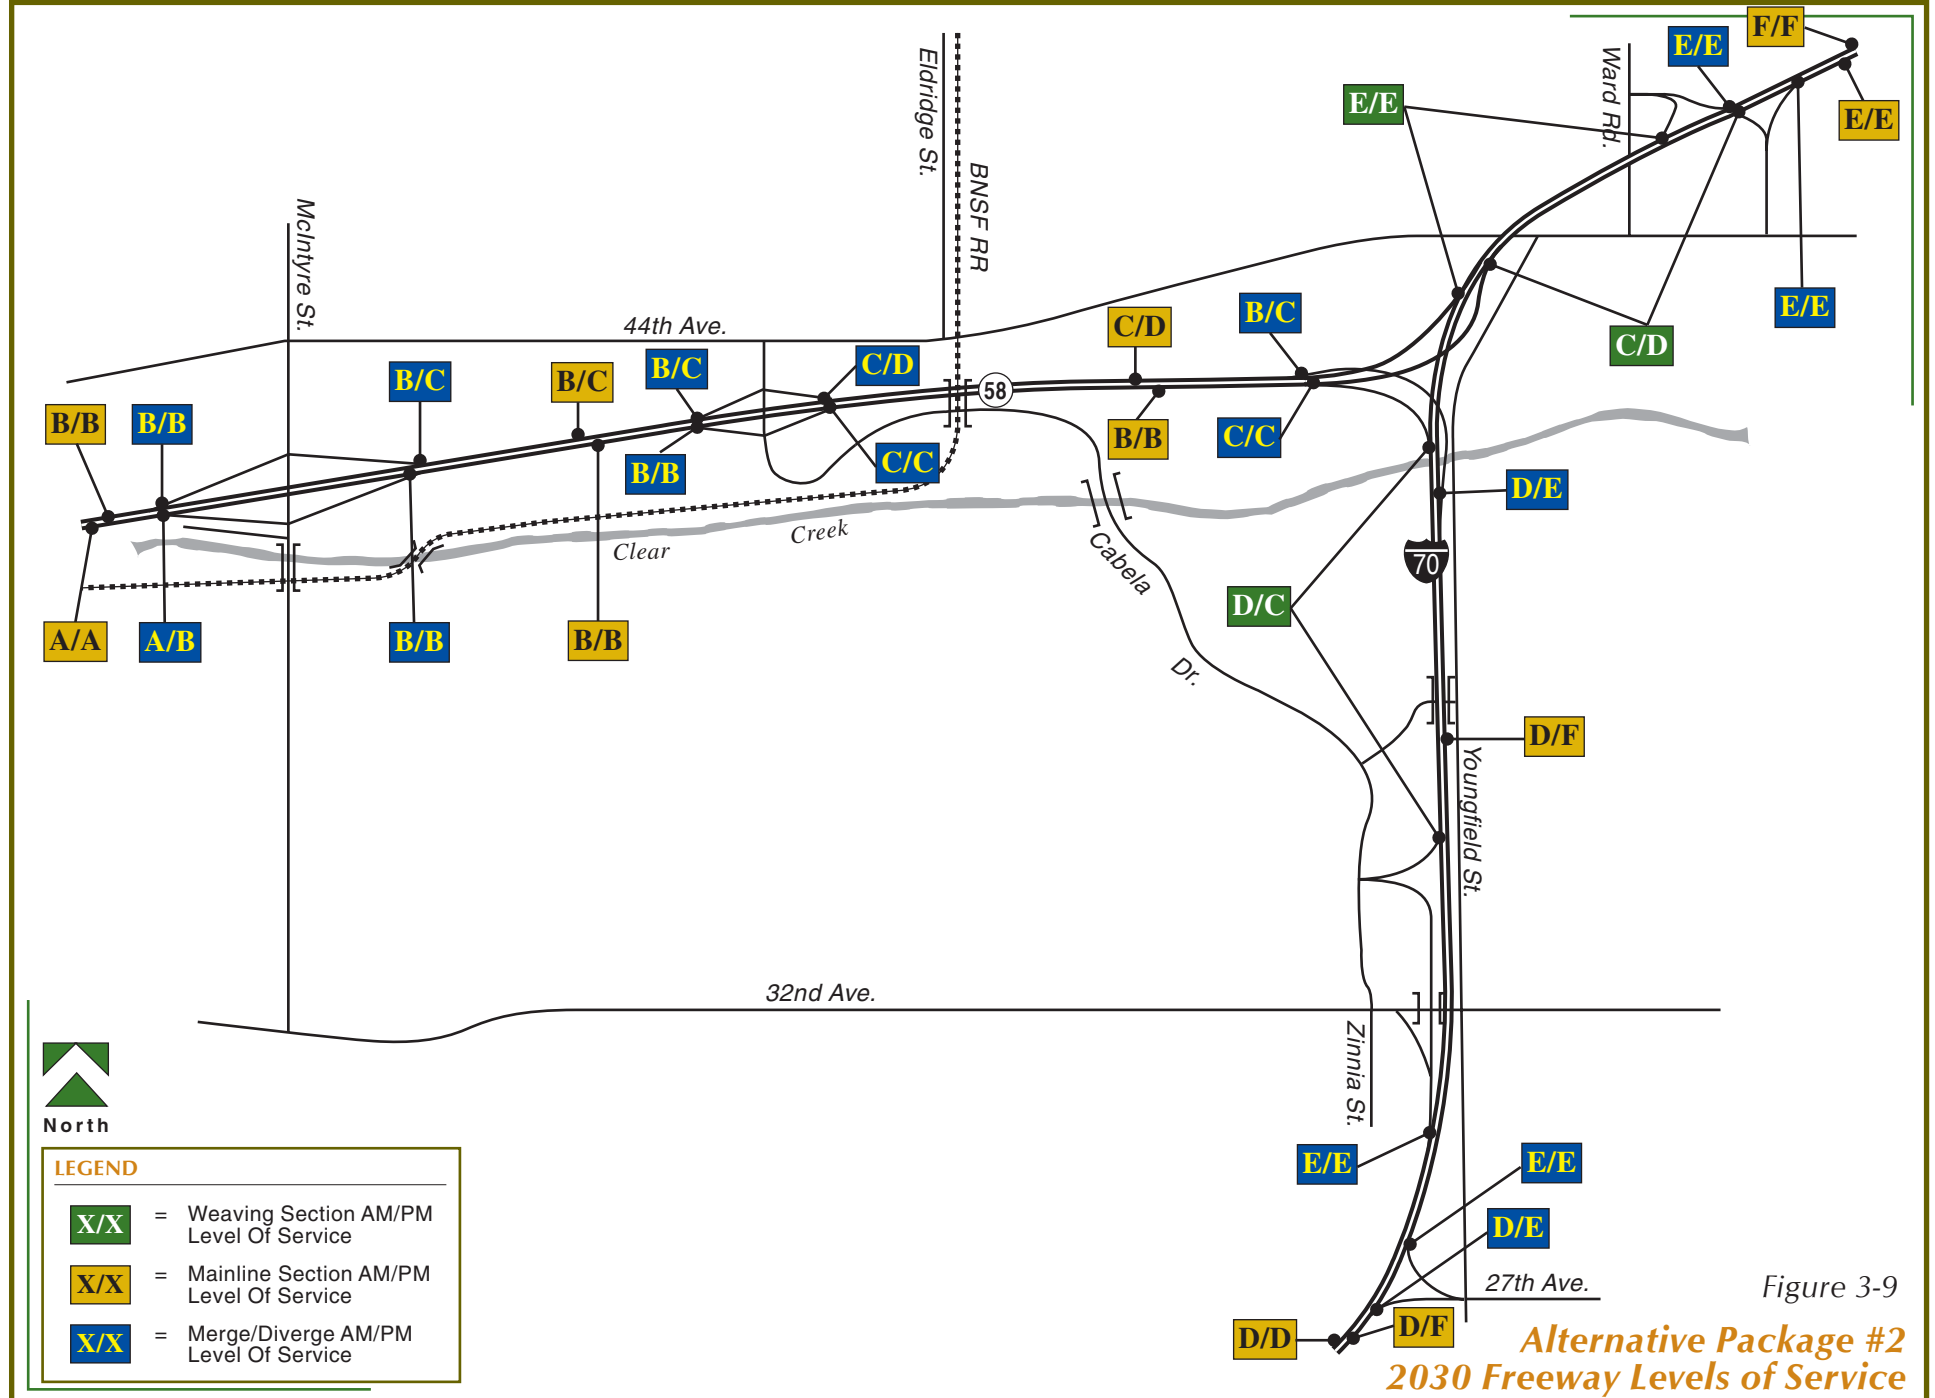 F/F
E/E
Ward Rd.
Eldridge St.
E/E
E/E
BNSF RR
McIntyre St.
B/C
E/E
C/D
44th Ave.
C/D
B/C
C/D
B/C
B/C
58
B/B
B/B
B/B
C/C
C/C
B/B
D/E
Clear
Creek
Cabela
Dr.
70
D/C
A/A
A/B
B/B
B/B
D/F
Youngfield St.
32nd Ave.
Zinnia St.
North
E/E
E/E
D/E
27th Ave.
D/D
D/F
LEGEND
X/X = Weaving Section AM/PM
Level Of Service
X/X = Mainline Section AM/PM
Level Of Service
X/X = Merge/Diverge AM/PM
Level Of Service
Figure 3-9
Alternative Package #2
2030 Freeway Levels of Service